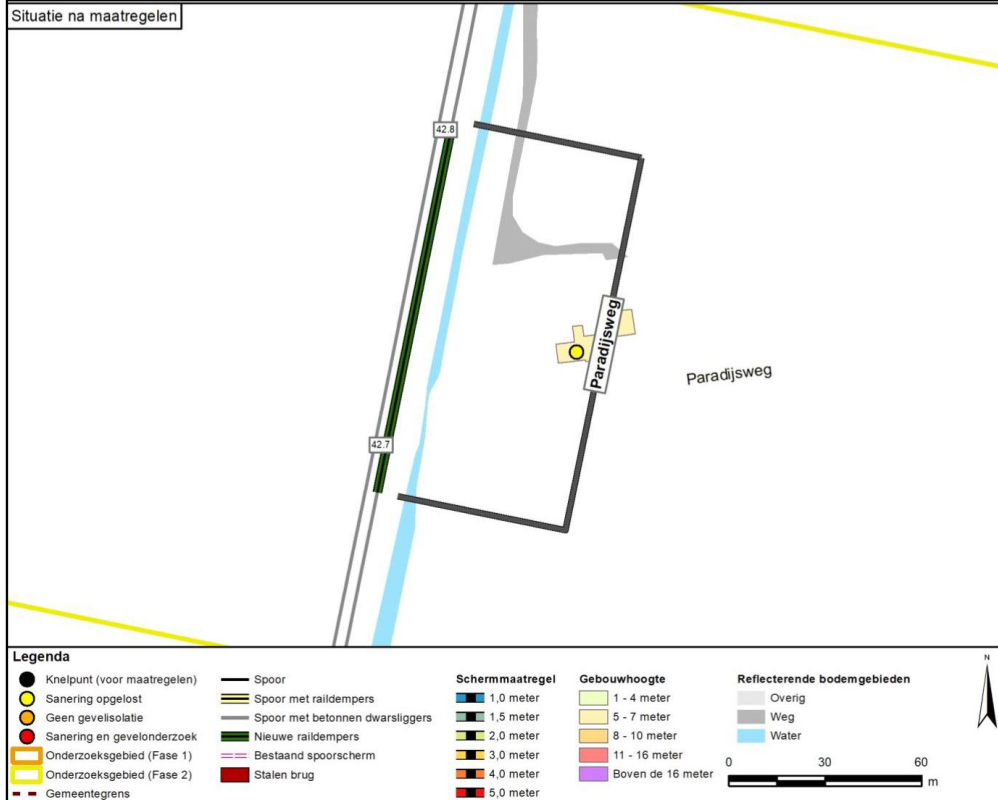 Situatie na maatregelen
42.8
Paradijsweg
Paradijsweg
42.7
Legenda
Knelpunt (voor maatregelen)
Sanering opgelost
Geen gevelisolatie
Sanering en gevelonderzoek
Onderzoeksgebied (Fase 1)
Onderzoeksgebied (Fase 2)
Gemeentegrens
Spoor
Spoor met raildempers
Spoor met betonnen dwarsliggers
Nieuwe raildempers
Bestaand spoorscherm
Stalen brug
Schermmaatregel
1,0 meter
1,5 meter
2,0 meter
3,0 meter
4,0 meter
5,0 meter
Gebouwhoogte
1 - 4 meter
5 - 7 meter
8 - 10 meter
11 - 16 meter
Boven de 16 meter
Reflecterende bodemgebieden
Overig
Weg
Water
N
0 30 60
m